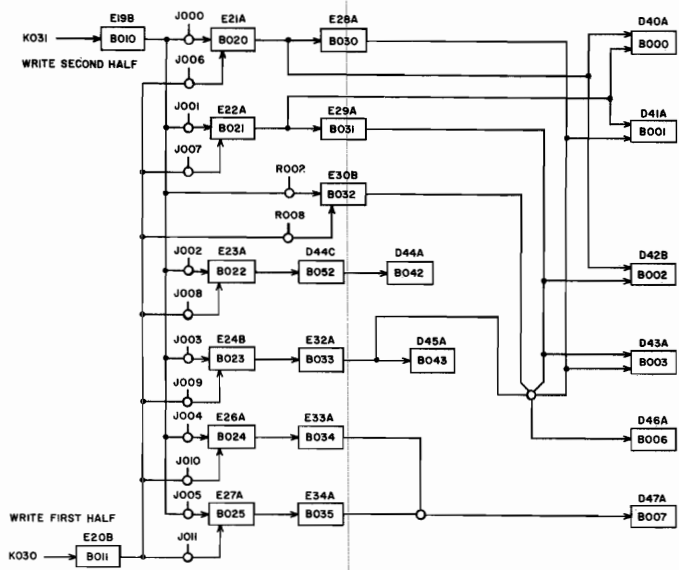 J000
E19B
E21A
E28A
D40A
K031
B010
B020
B030
B000
WRITE SECOND HALF
J006
J001
E22A
E29A
D41A
B021
B031
B001
J007
R002
E30B
B032
R008
J002
E23A
D44C
D44A
D42B
B022
B052
B042
B002
J008
J003
E24B
E32A
D45A
D43A
B023
B033
B043
B003
J009
J004
E26A
E33A
D46A
B024
B034
B006
J010
J005
E27A
E34A
D47A
WRITE FIRST HALF
B025
B035
B007
E20B
J011
K030
B011